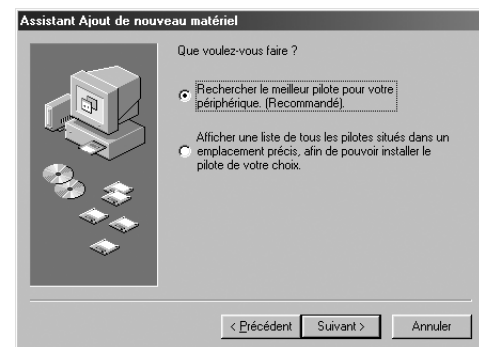 Assistant Ajout de nouveau matériel
Que voulez-vous faire ?
Rechercher le meilleur pilote pour votre
périphérique. (Recommandé).
Afficher une liste de tous les pilotes situés dans un
emplacement précis, afin de pouvoir installer le
pilote de votre choix.
< Précédent Suivant > Annuler